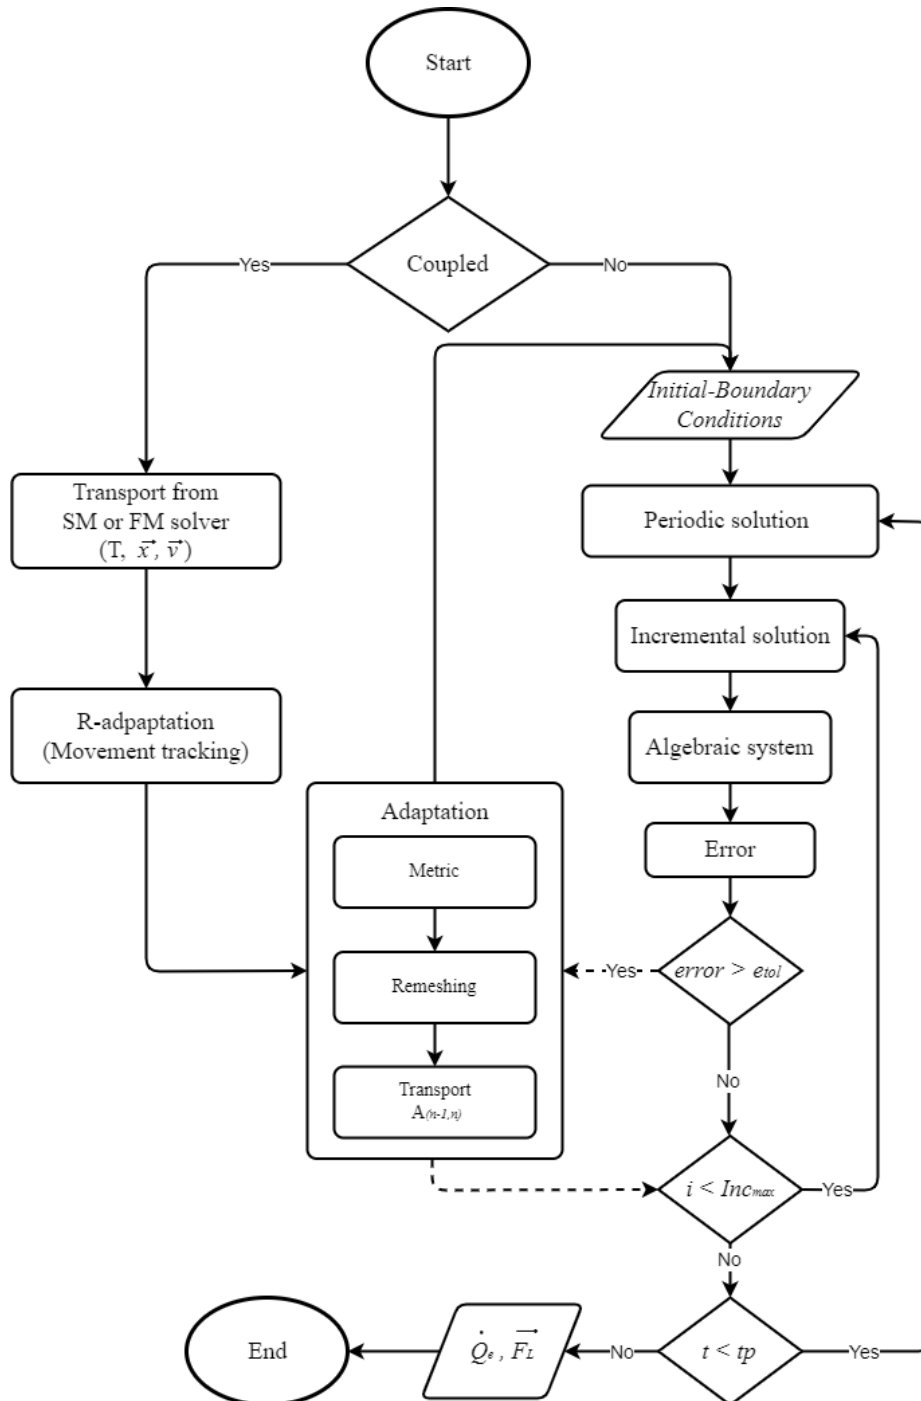 Start
Coupled
Yes
No
Initial-Boundary
Conditions
Transport from
SM or FM solver
(T, x⃗, v⃗)
Periodic solution
Incremental solution
R-adpaptation
(Movement tracking)
Algebraic system
Adaptation
Error
Metric
error > etol
Yes
Remeshing
No
Transport
A(n-1,n)
i < Incmax
Yes
No
End
Q̇e , F⃗L
No
t < tp
Yes